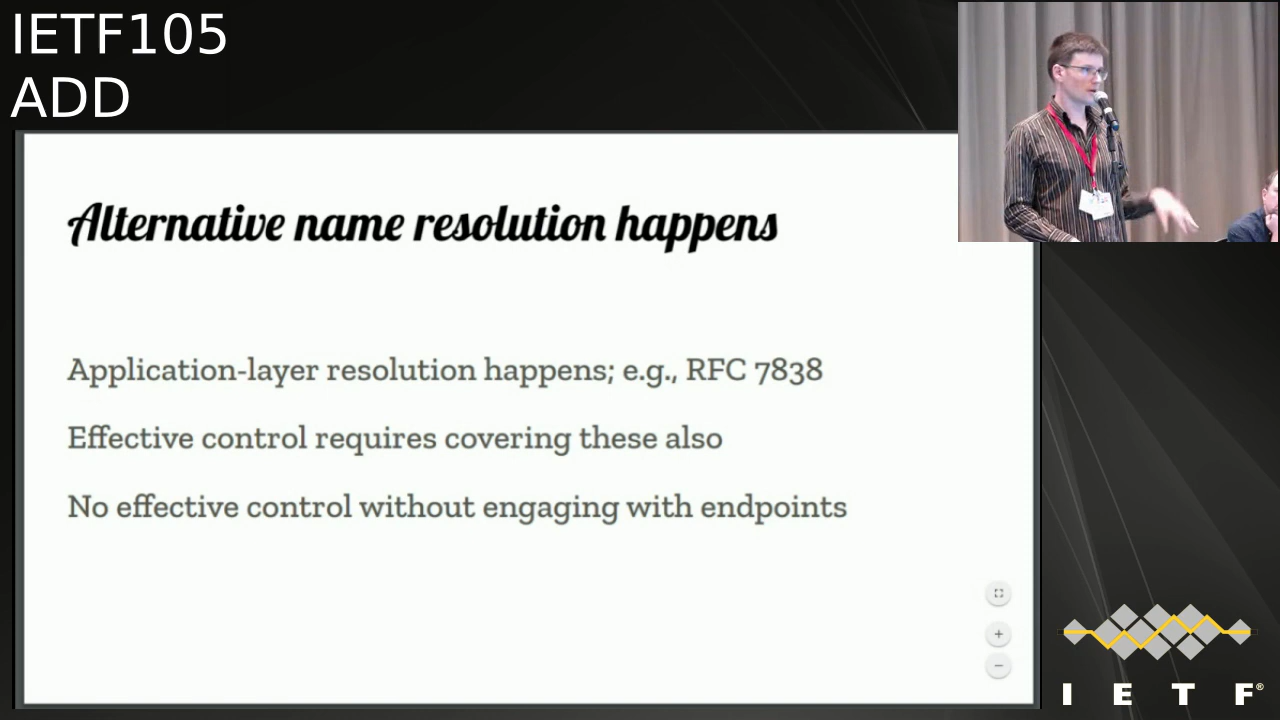 IETF105
ADD
Alternative name resolution happens
Application-layer resolution happens; e.g., RFC 7838
Effective control requires covering these also
No effective control without engaging with endpoints
I E T F®